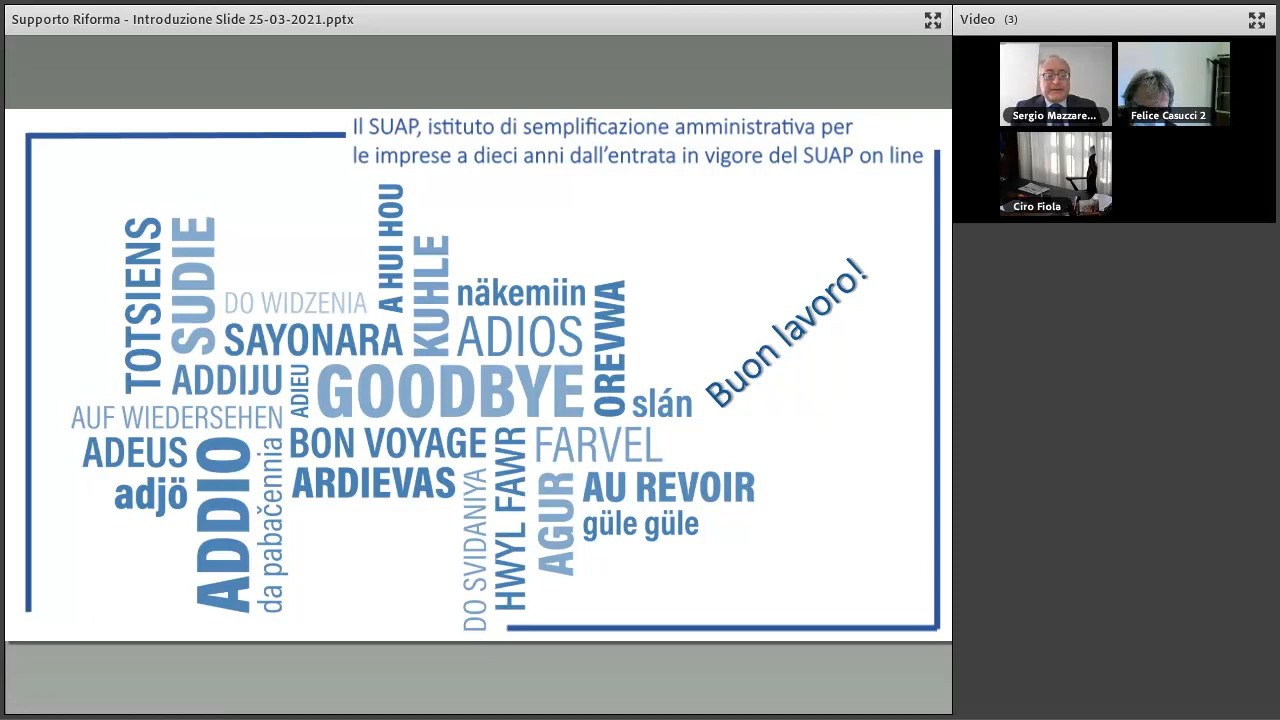 Supporto Riforma - Introduzione Slide 25-03-2021.pptx
Video (3)
Sergio Mazzare...
Felice Casucci 2
Ciro Fiola
Il SUAP, istituto di semplificazione amministrativa per
le imprese a dieci anni dall'entrata in vigore del SUAP on line
TOTSIENS
SUDIE
DO WIDZENIA
A HUI HOU
KUHLE
näkemiin
OREVWA
SAYONARA
ADIOS
ADDIJU
ADIEU
GOODBYE
slán
Buon lavoro!
AUF WIEDERSEHEN
ADEUS
ADDIO
da pabačennia
BON VOYAGE
FARVEL
adjö
ARDIEVAS
DO SVIDANIYA
HWYL FAWR
AGUR
AU REVOIR
güle güle